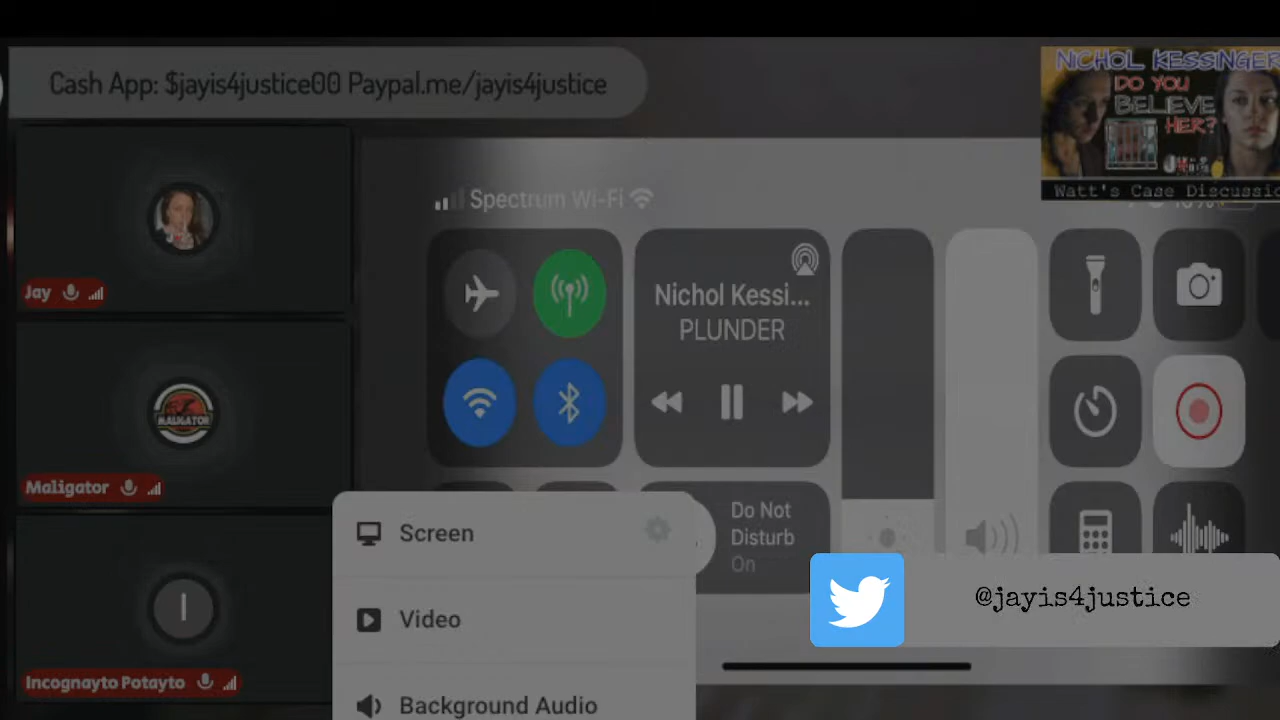 Cash App: $jayis4justice00 Paypal.me/jayis4justice
NICHOL KESSINGER
DO YOU
BELIEVE
HER?
Watt's Case Discussio
Spectrum Wi-Fi
Jay
Nichol Kessi...
PLUNDER
MALIGATOR
Maligator
Do Not
Disturb
On
Screen
Video
Background Audio
@jayis4justice
I
Incognayto Potayto